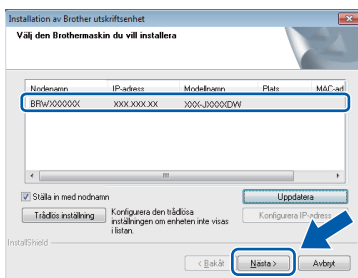 Installation av Brother utskriftsenhet
Välj den Brothermaskin du vill installera
Nodenamn IP-adress Modellnamn Plats MAC-ad
BRWXXXXXX XXX.XXX.XX XXX-JXXXXDW
Ställa in med nodnamn
Uppdatera
Trådlös inställning
Konfigurera den trådlösa
inställningen om enheten inte visas
i listan.
Konfigurera IP-adress
InstallShield
< Bakåt Nästa > Avbryt